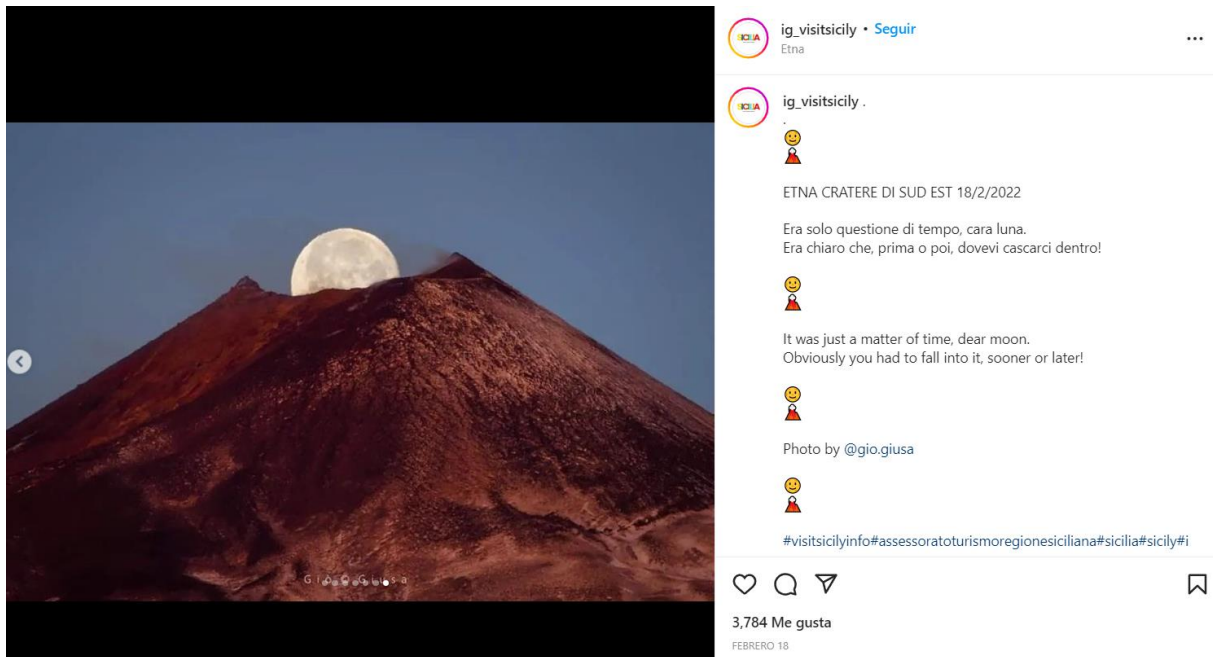 ig_visitsicily • Seguir
Etna
ig_visitsicily .
.
ETNA CRATERE DI SUD EST 18/2/2022
Era solo questione di tempo, cara luna.
Era chiaro che, prima o poi, dovevi cascarci dentro!
It was just a matter of time, dear moon.
Obviously you had to fall into it, sooner or later!
Photo by @gio.giusa
#visitsicilyinfo#assessoratoturismoregionesiciliana#sicilia#sicily#i
3,784 Me gusta
FEBRERO 18
SICILIA
SICILIA